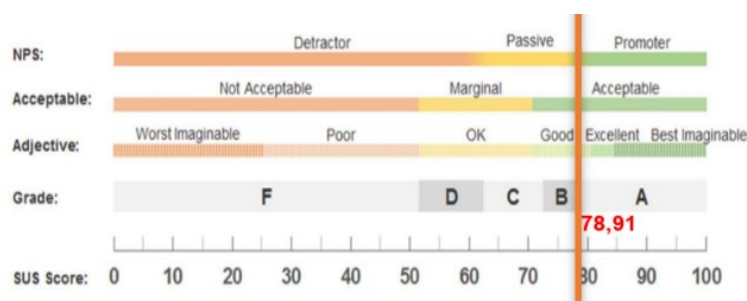 Detractor Passive Promoter
NPS:
Not Acceptable Marginal Acceptable
Acceptable:
Worst Imaginable Poor OK Good Excellent Best Imaginable
Adjective:
Grade: F D C B A
78,91
SUS Score: 0 10 20 30 40 50 60 70 80 90 100